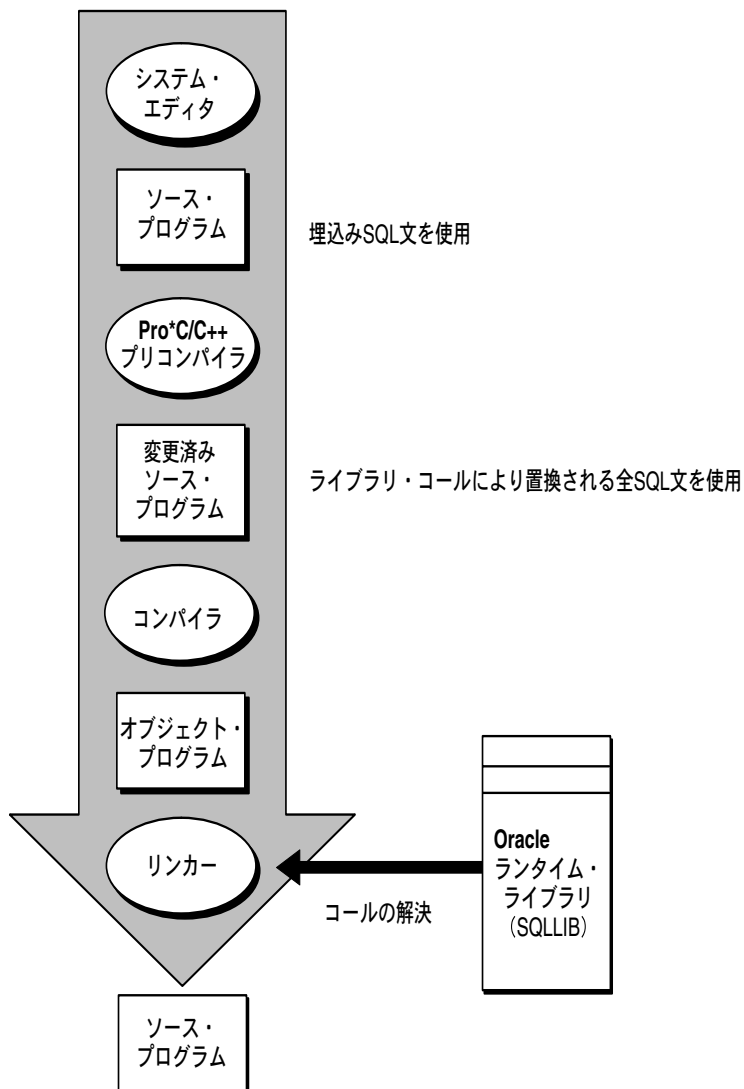 システム・
エディタ
ソース・
プログラム
埋込みSQL文を使用
Pro*C/C++
プリコンパイラ
変更済み
ソース・
プログラム
ライブラリ・コールにより置換される全SQL文を使用
コンパイラ
オブジェクト・
プログラム
リンカー
コールの解決
Oracle
ランタイム・
ライブラリ
（SQLLIB）
ソース・
プログラム